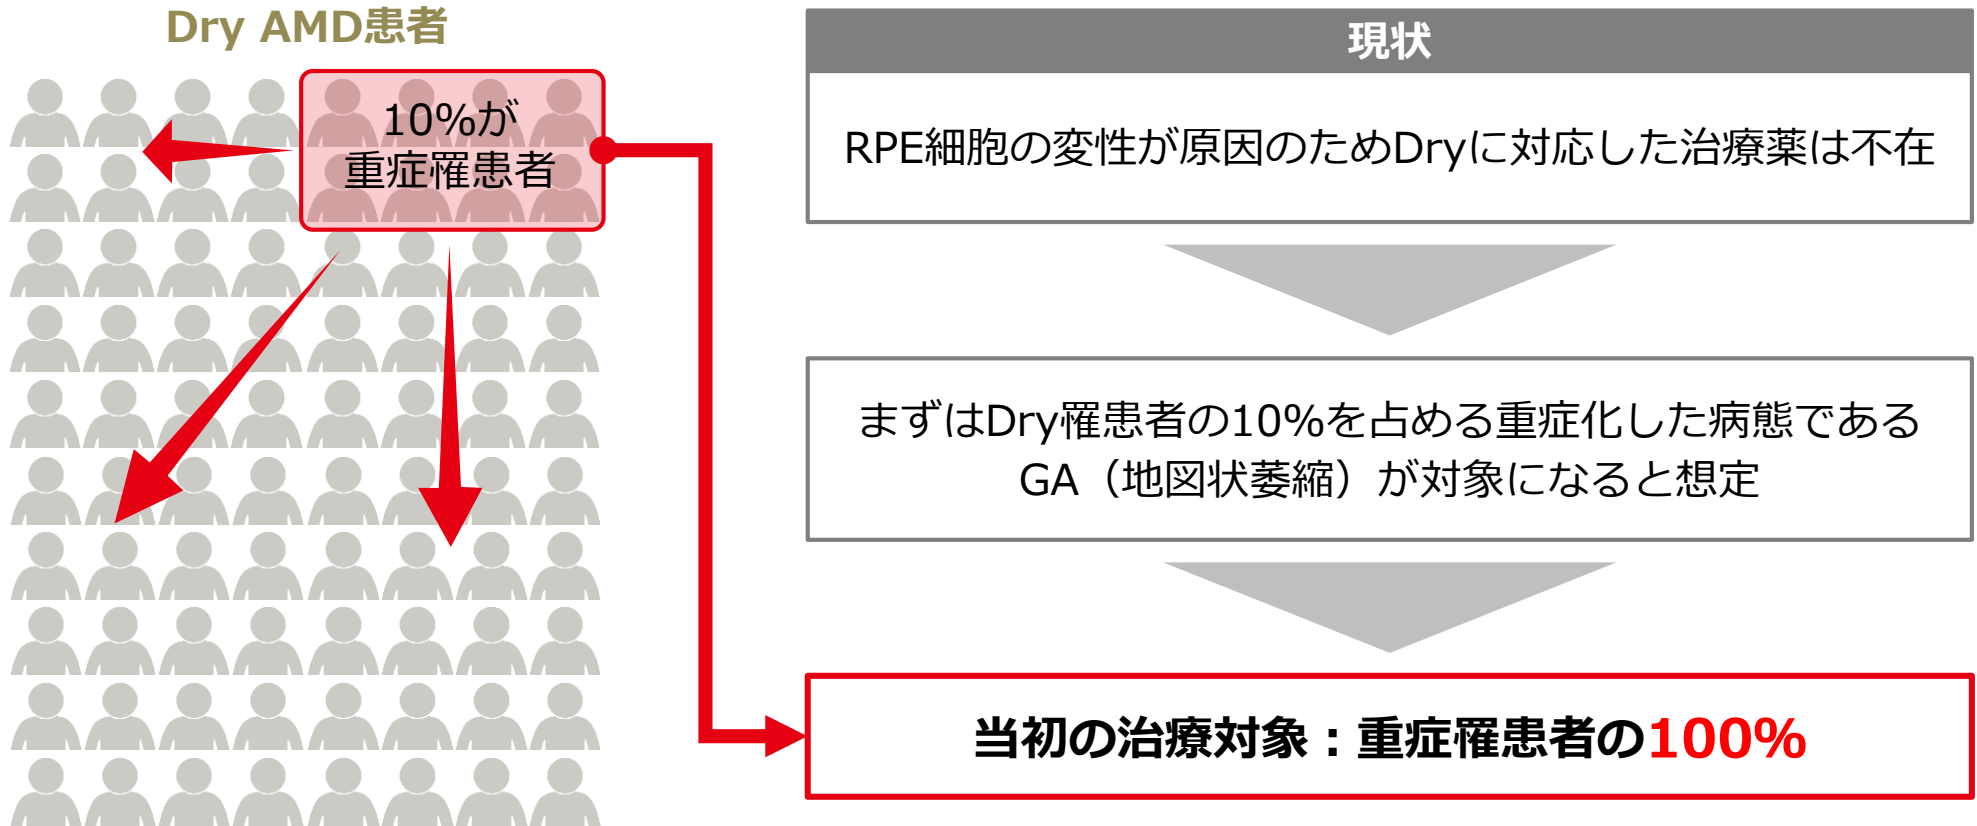 Dry AMD患者
10%が
重症罹患者
現状
RPE細胞の変性が原因のためDryに対応した治療薬は不在
まずはDry罹患者の10%を占める重症化した病態である
GA（地図状萎縮）が対象になると想定
当初の治療対象：重症罹患者の100%